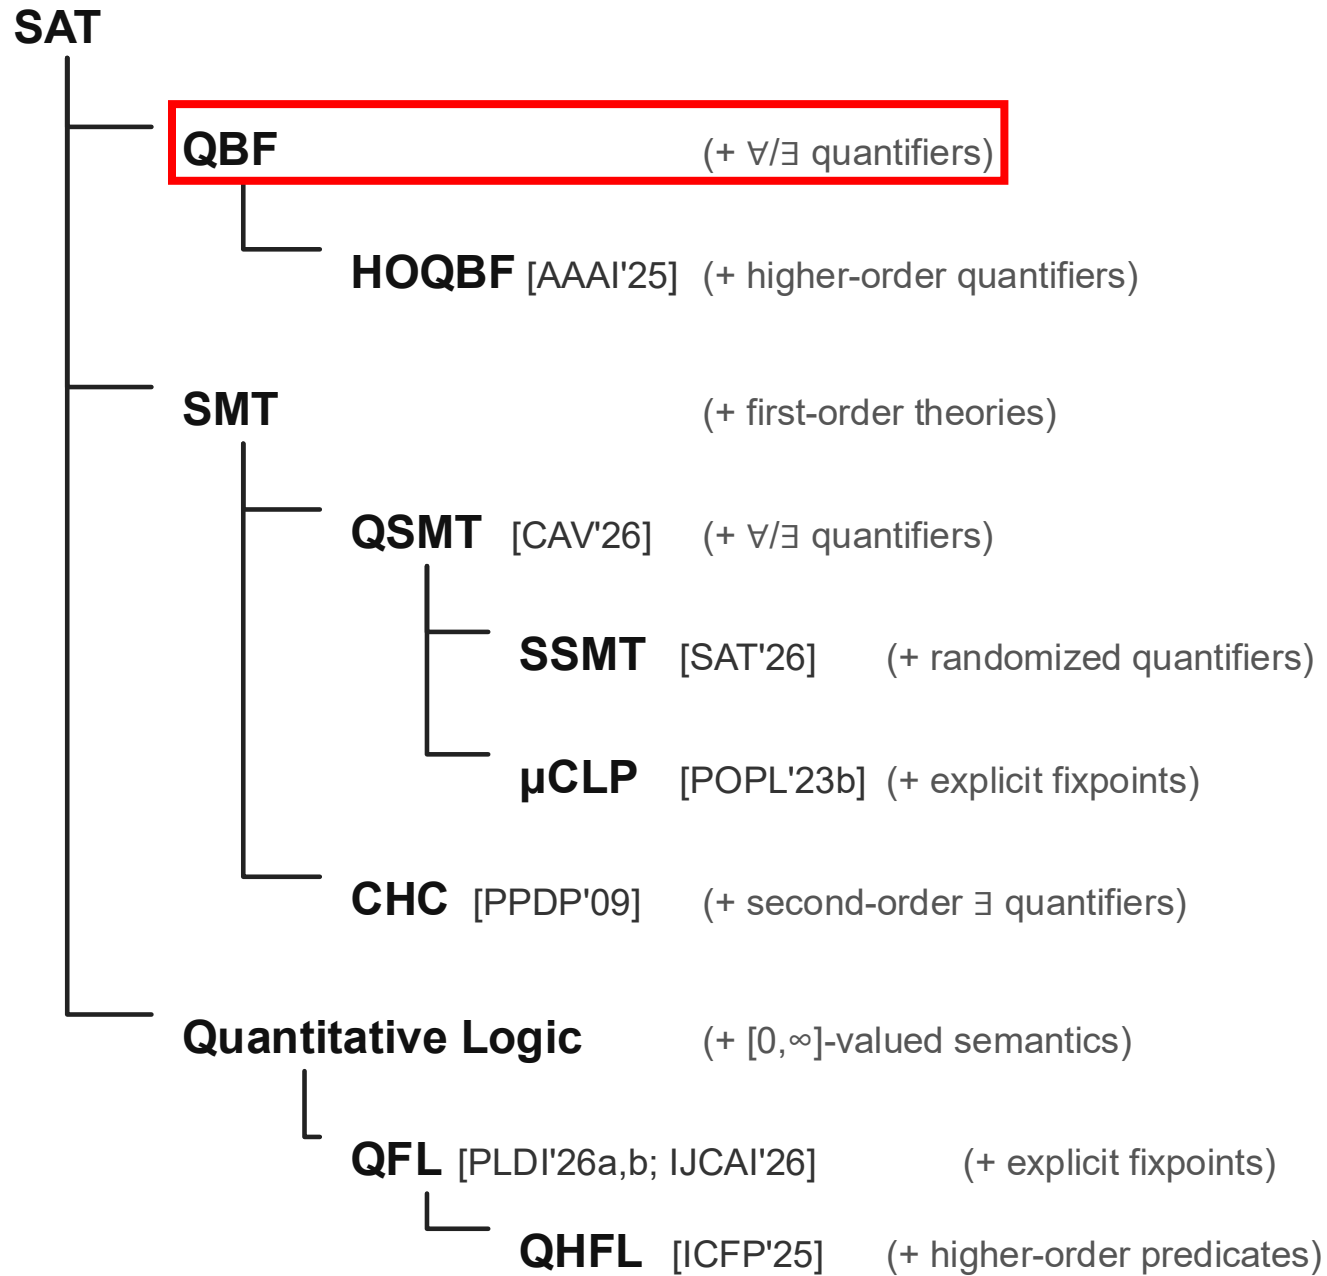 SAT
QBF (+ ∀/∃ quantifiers)
HOQBF [AAAI'25] (+ higher-order quantifiers)
SMT (+ first-order theories)
QSMT [CAV'26] (+ ∀/∃ quantifiers)
SSMT [SAT'26] (+ randomized quantifiers)
μCLP [POPL'23b] (+ explicit fixpoints)
CHC [PPDP'09] (+ second-order ∃ quantifiers)
Quantitative Logic (+ [0,∞]-valued semantics)
QFL [PLDI'26a,b; IJCAI'26] (+ explicit fixpoints)
QHFL [ICFP'25] (+ higher-order predicates)